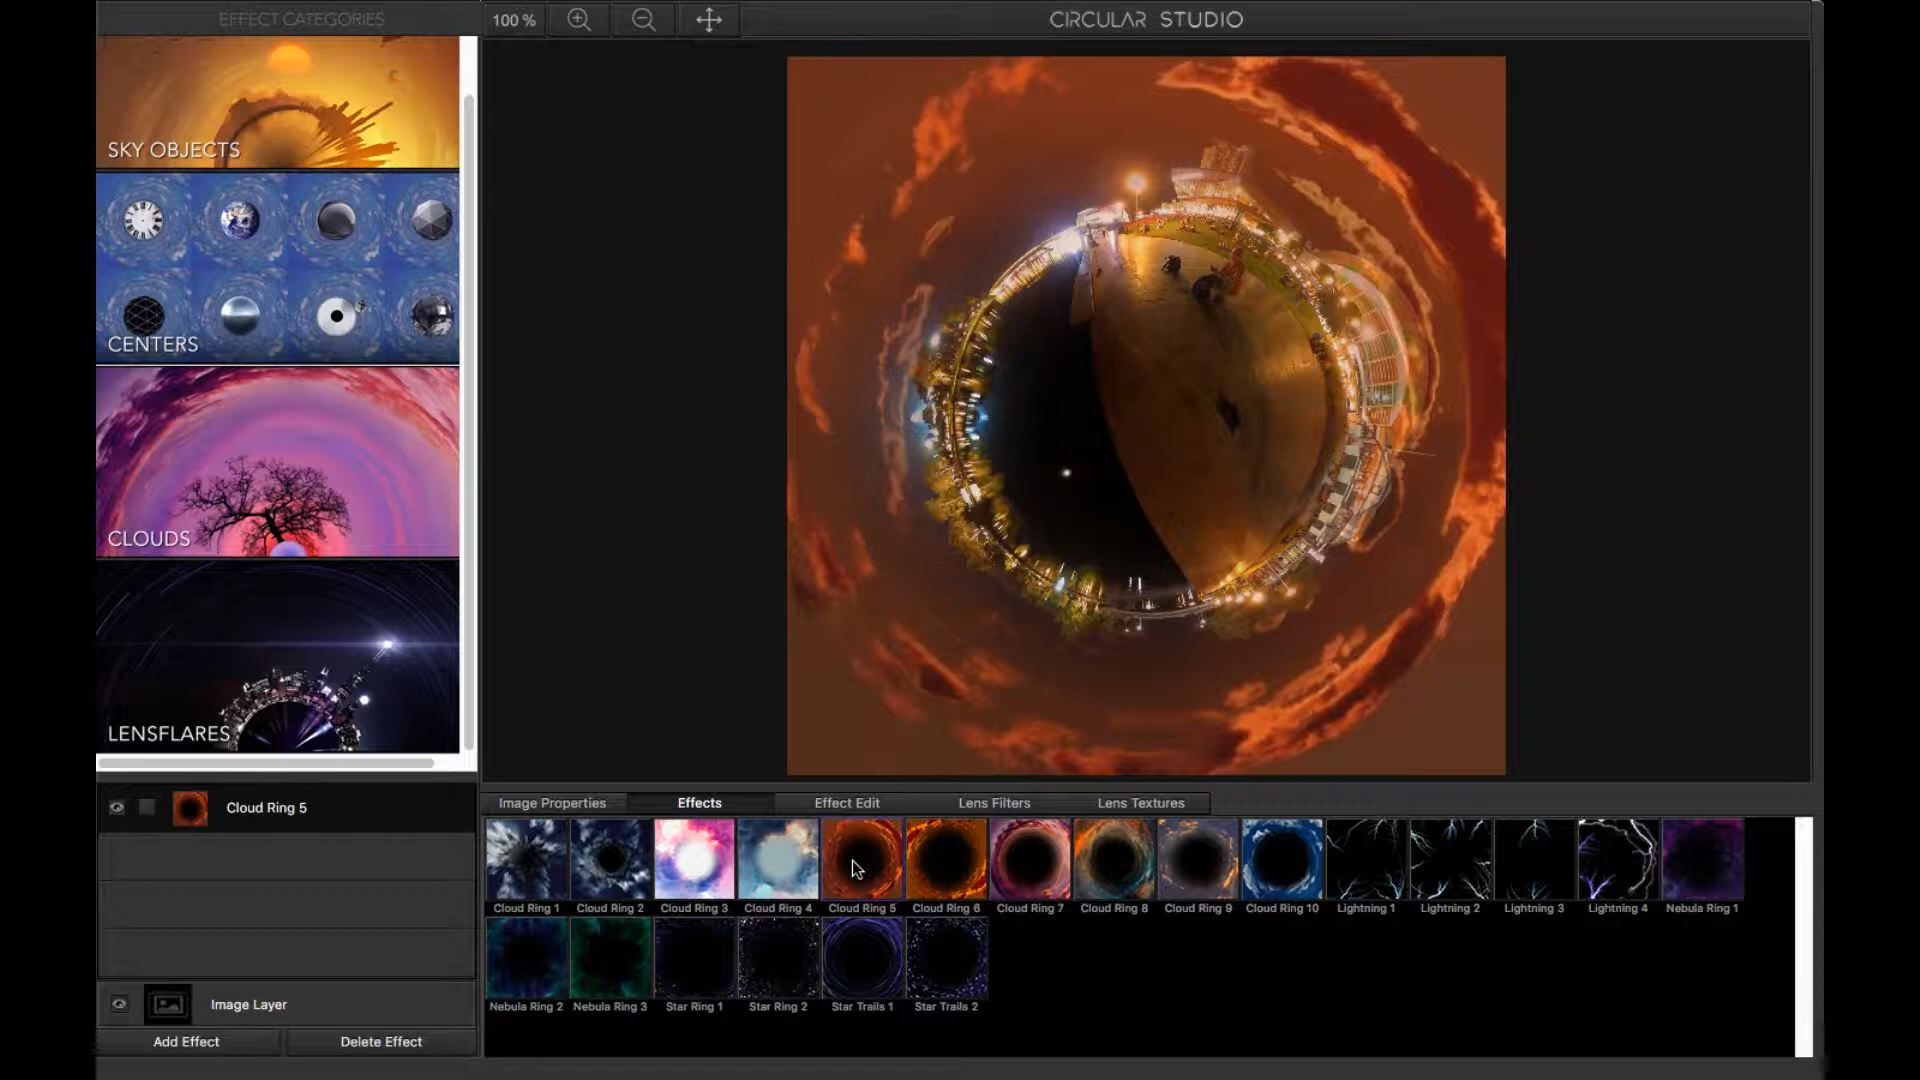 EFFECT CATEGORIES
100 %
CIRCULAR STUDIO
SKY OBJECTS
CENTERS
CLOUDS
LENSFLARES
Cloud Ring 5
Image Layer
Add Effect
Delete Effect
Image Properties
Effects
Effect Edit
Lens Filters
Lens Textures
Cloud Ring 1
Cloud Ring 2
Cloud Ring 3
Cloud Ring 4
Cloud Ring 5
Cloud Ring 6
Cloud Ring 7
Cloud Ring 8
Cloud Ring 9
Cloud Ring 10
Lightning 1
Lightning 2
Lightning 3
Lightning 4
Nebula Ring 1
Nebula Ring 2
Nebula Ring 3
Star Ring 1
Star Ring 2
Star Trails 1
Star Trails 2